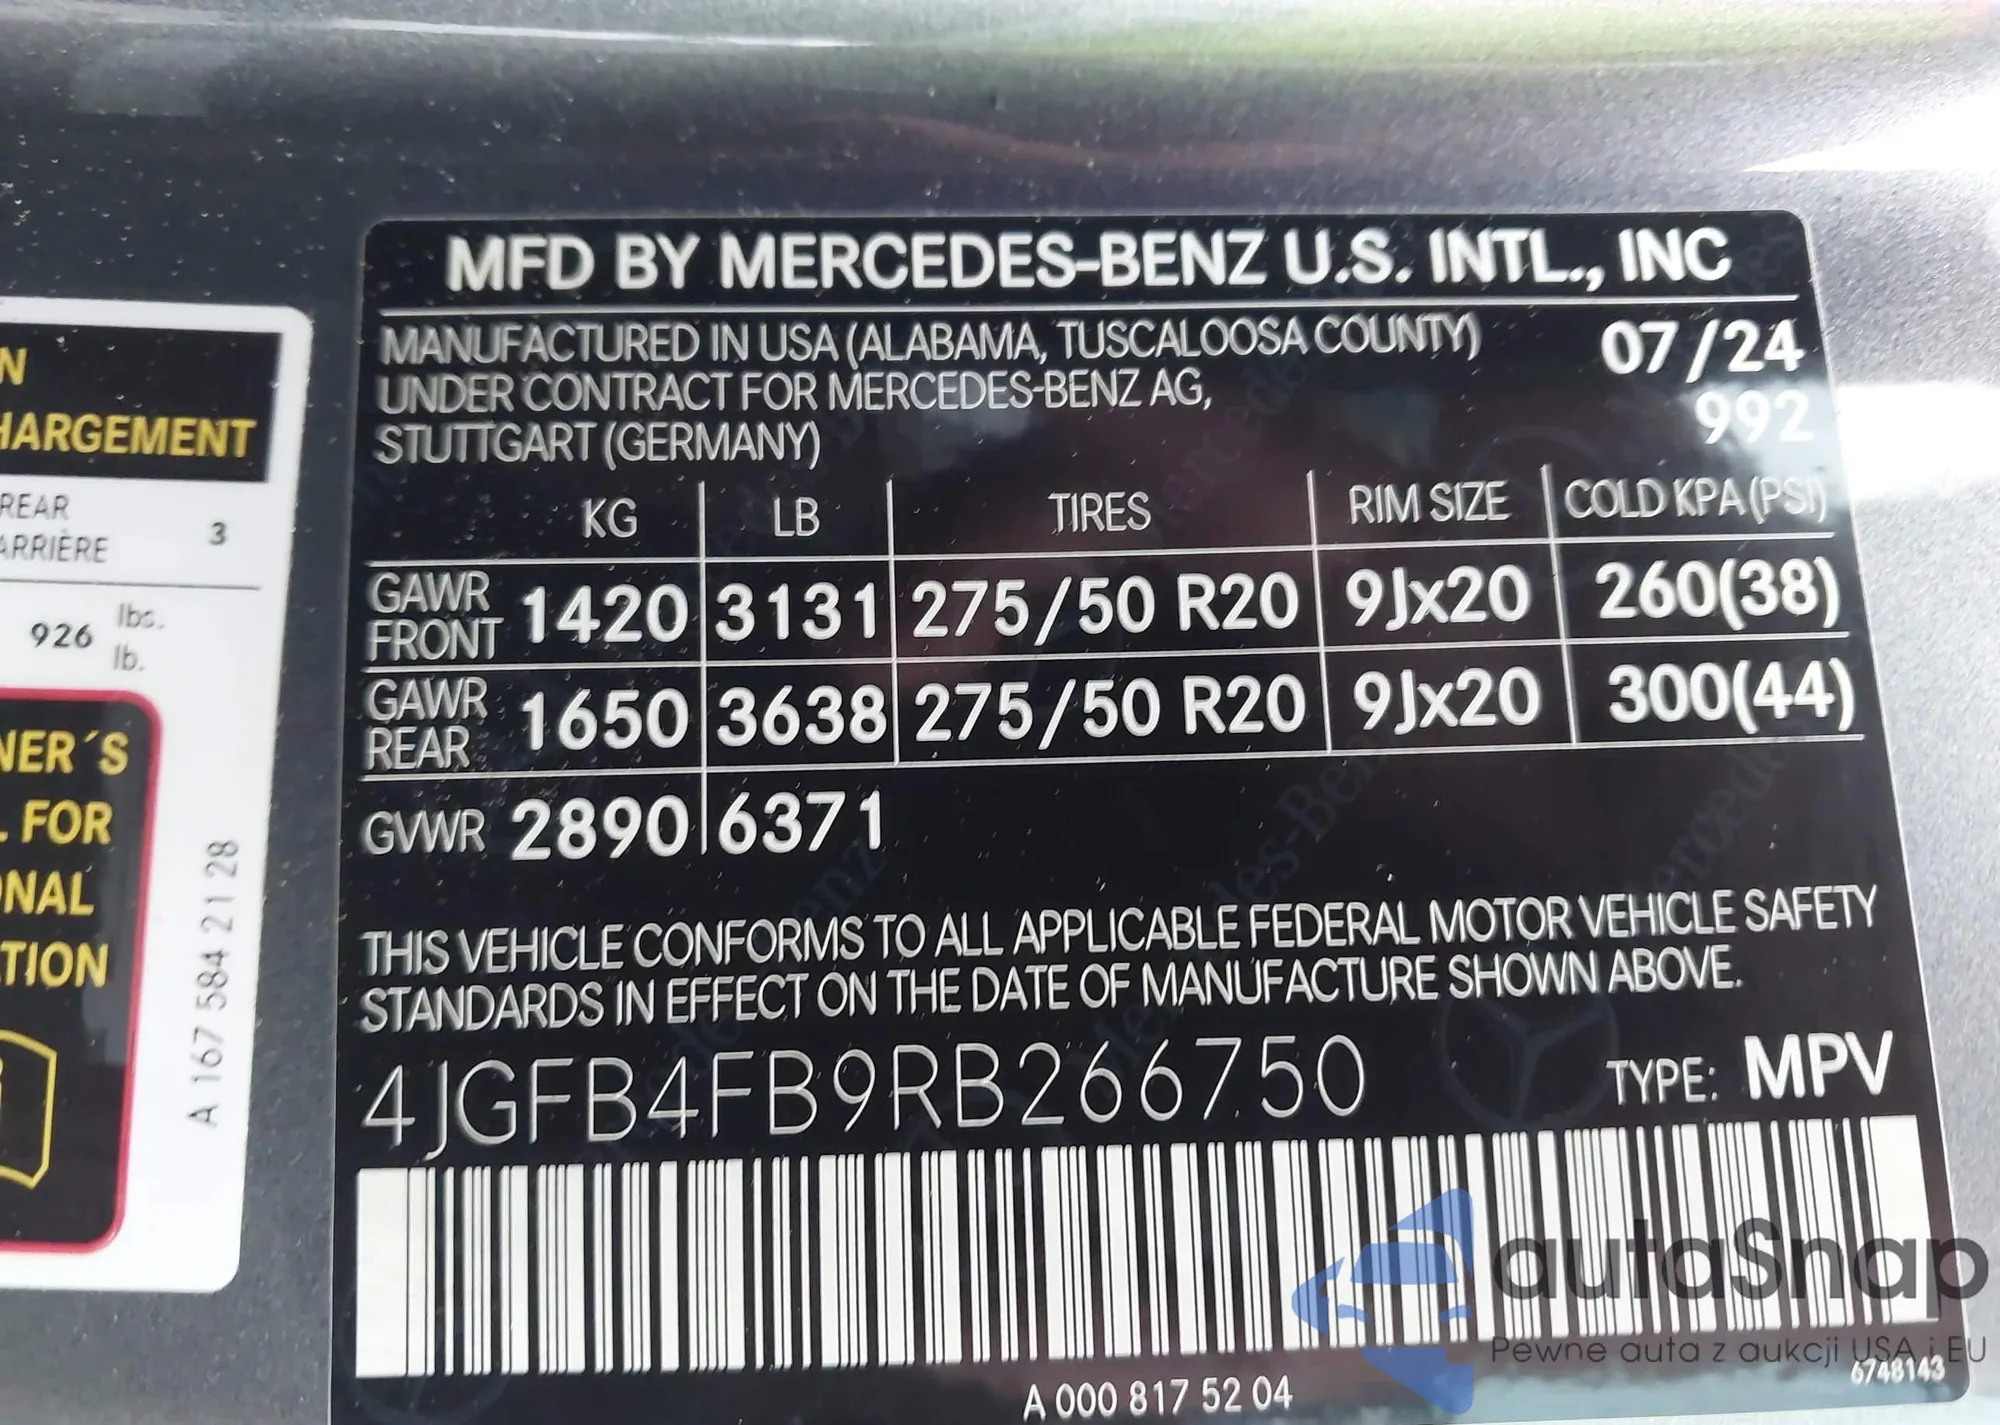 N
HARGEMENT
REAR
ARRIÈRE
3
926
lbs.
lb.
NER´S
L FOR
ONAL
TION
A 167 584 21 28
MFD BY MERCEDES-BENZ U.S. INTL., INC
MANUFACTURED IN USA (ALABAMA, TUSCALOOSA COUNTY) 07/24
UNDER CONTRACT FOR MERCEDES-BENZ AG, 992
STUTTGART (GERMANY)
KG LB TIRES RIM SIZE COLD KPA (PSI)
GAWR FRONT 1420 3131 275/50 R20 9Jx20 260(38)
GAWR REAR 1650 3638 275/50 R20 9Jx20 300(44)
GVWR 2890 6371
THIS VEHICLE CONFORMS TO ALL APPLICABLE FEDERAL MOTOR VEHICLE SAFETY
STANDARDS IN EFFECT ON THE DATE OF MANUFACTURE SHOWN ABOVE.
4JGFB4FB9RB266750 TYPE: MPV
autaSnap
Pewne auta z aukcji USA i EU
6748143
A 000 817 52 04